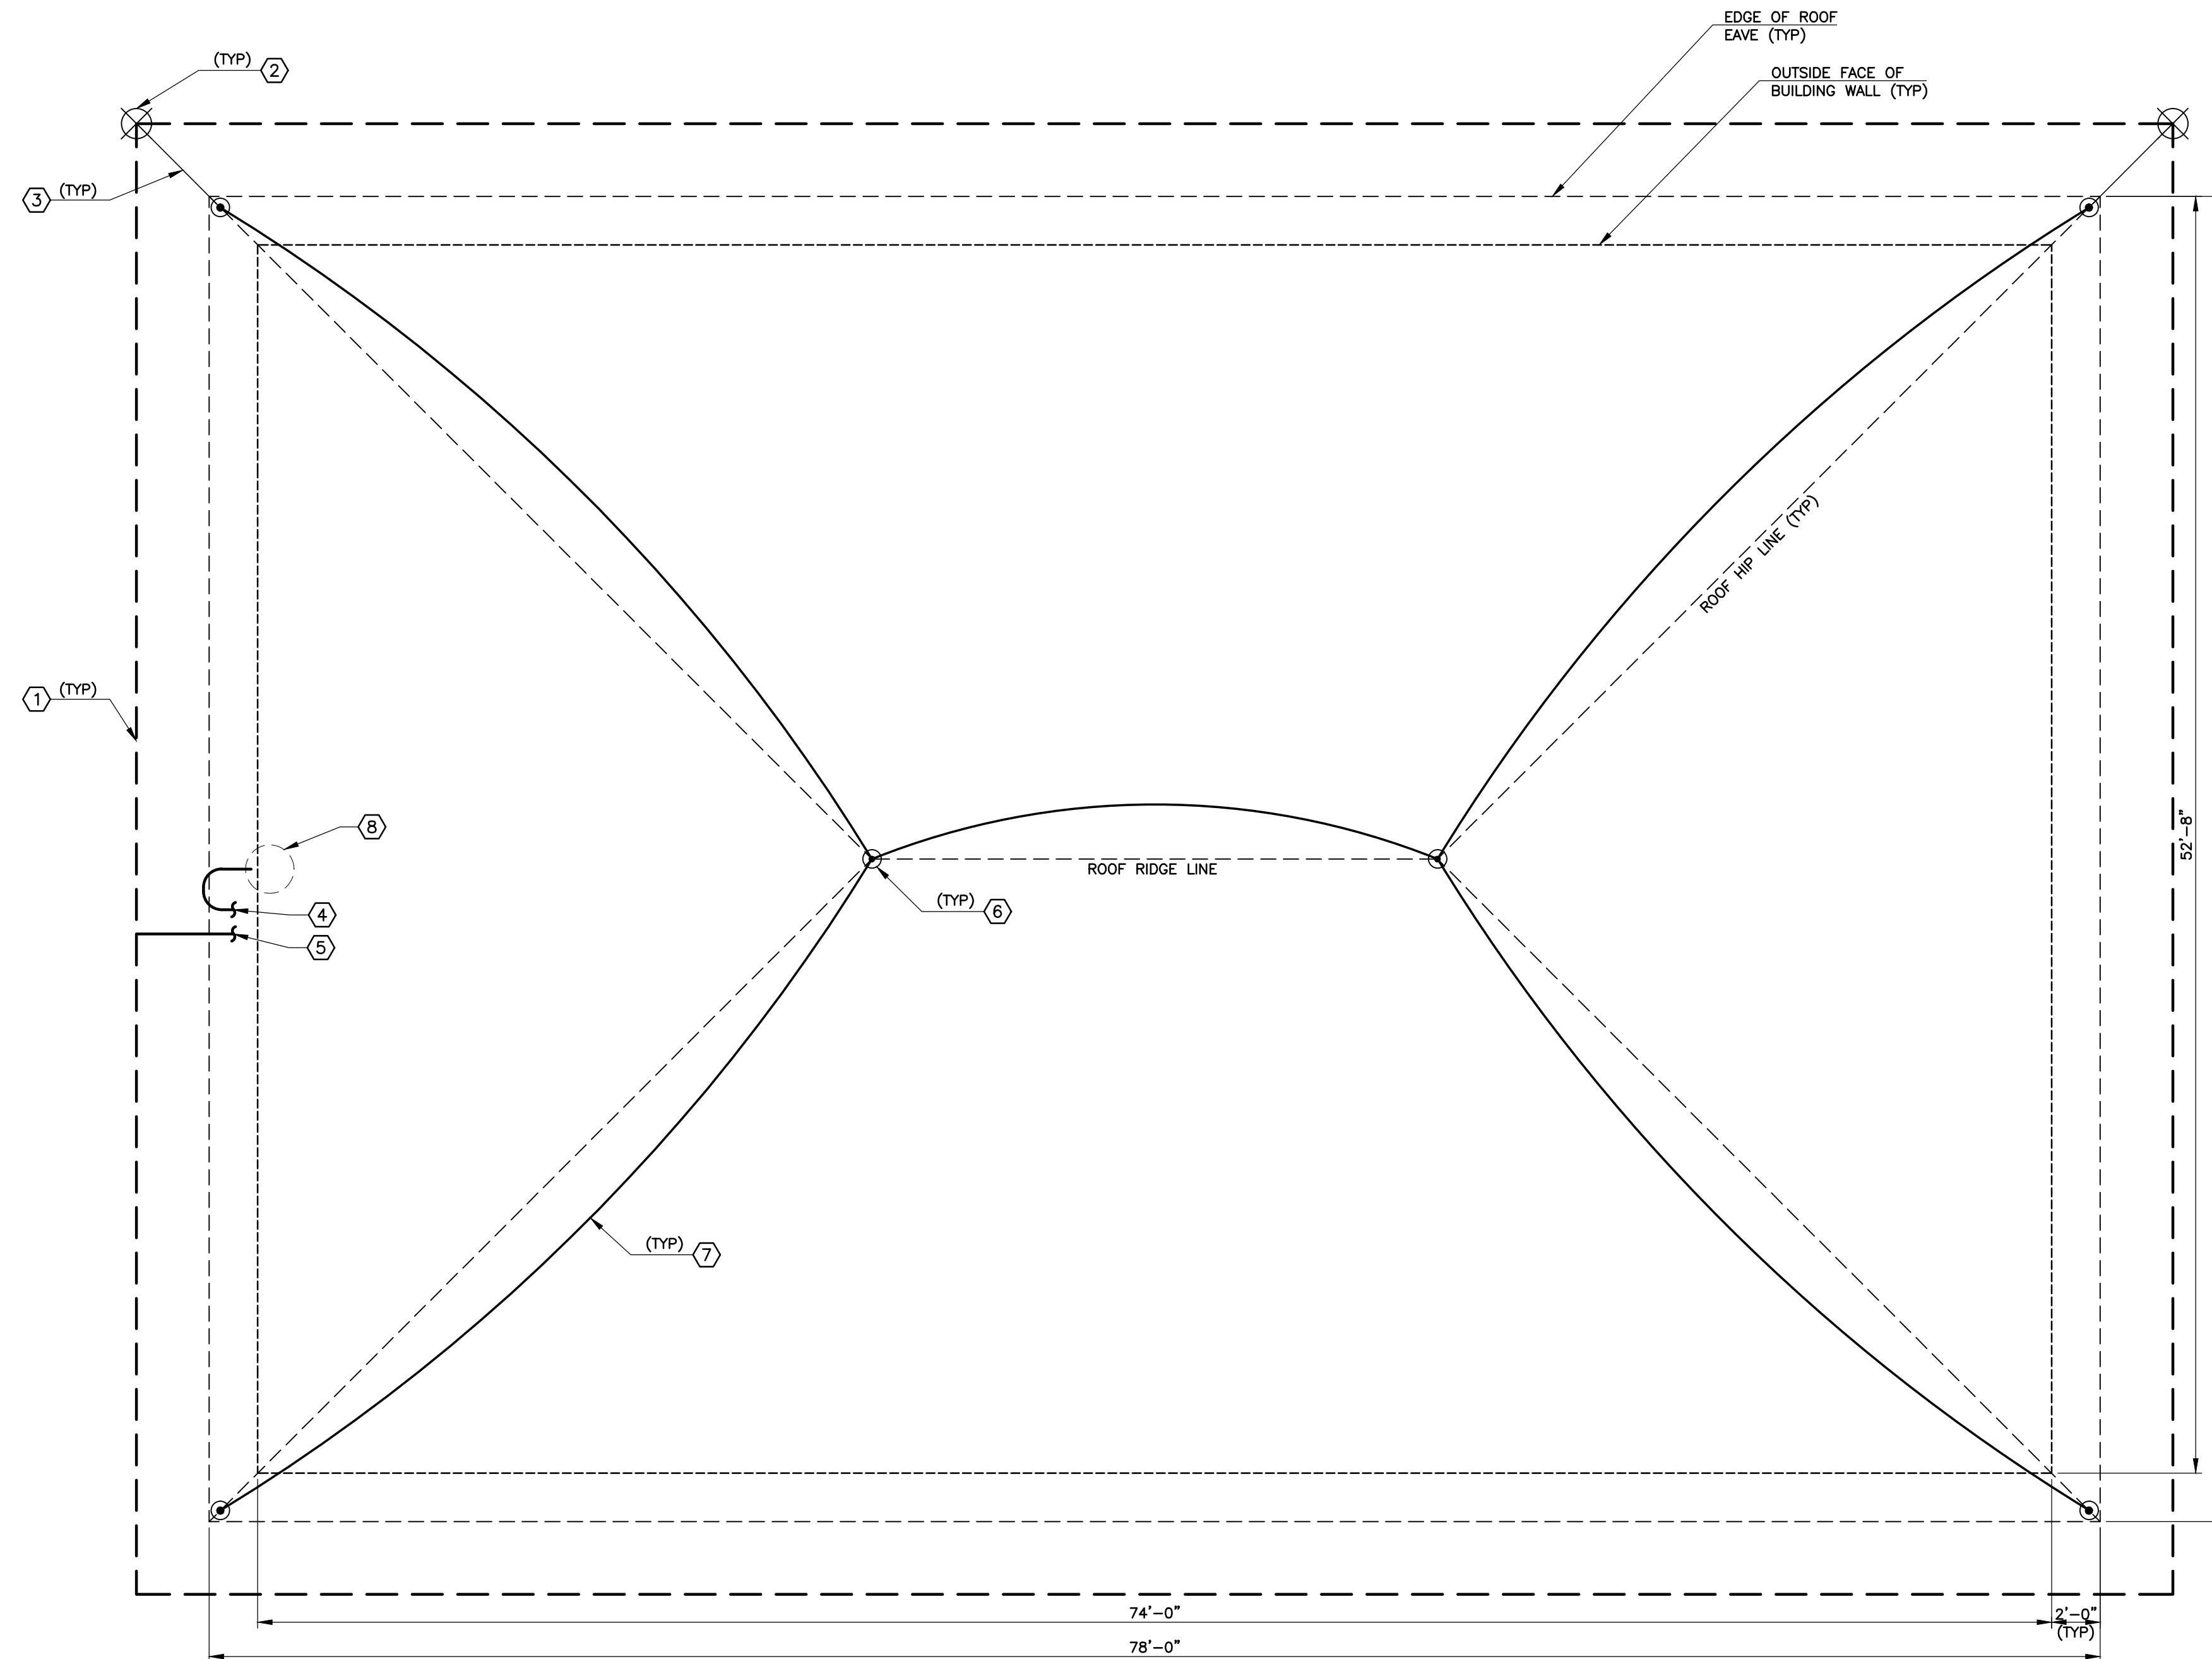 EDGE OF ROOF
EAVE (TYP)
(TYP) 2
OUTSIDE FACE OF
BUILDING WALL (TYP)
3 (TYP)
ROOF HIP LINE (TYP)
1 (TYP)
8
52'-8"
ROOF RIDGE LINE
(TYP) 6
4
5
(TYP) 7
74'-0"
2'-0"
(TYP)
78'-0"